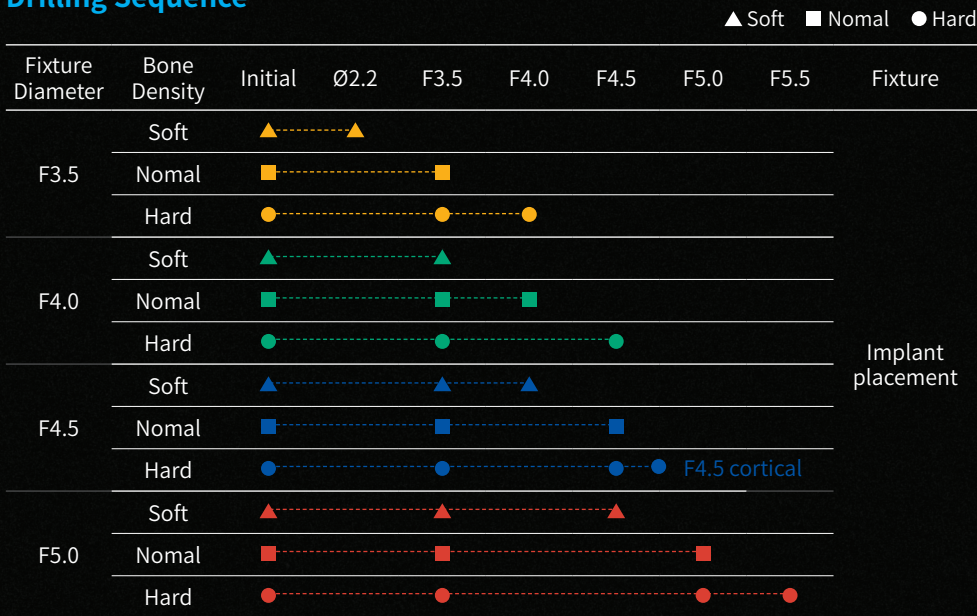 Drilling Sequence
▲ Soft ■ Nomal ● Hard
Fixture Diameter Bone Density Initial Ø2.2 F3.5 F4.0 F4.5 F5.0 F5.5 Fixture
F3.5
Soft
Nomal
Hard
F4.0
Soft
Nomal
Hard
F4.5
Soft
Nomal
Hard
F4.5 cortical
F5.0
Soft
Nomal
Hard
Implant
placement